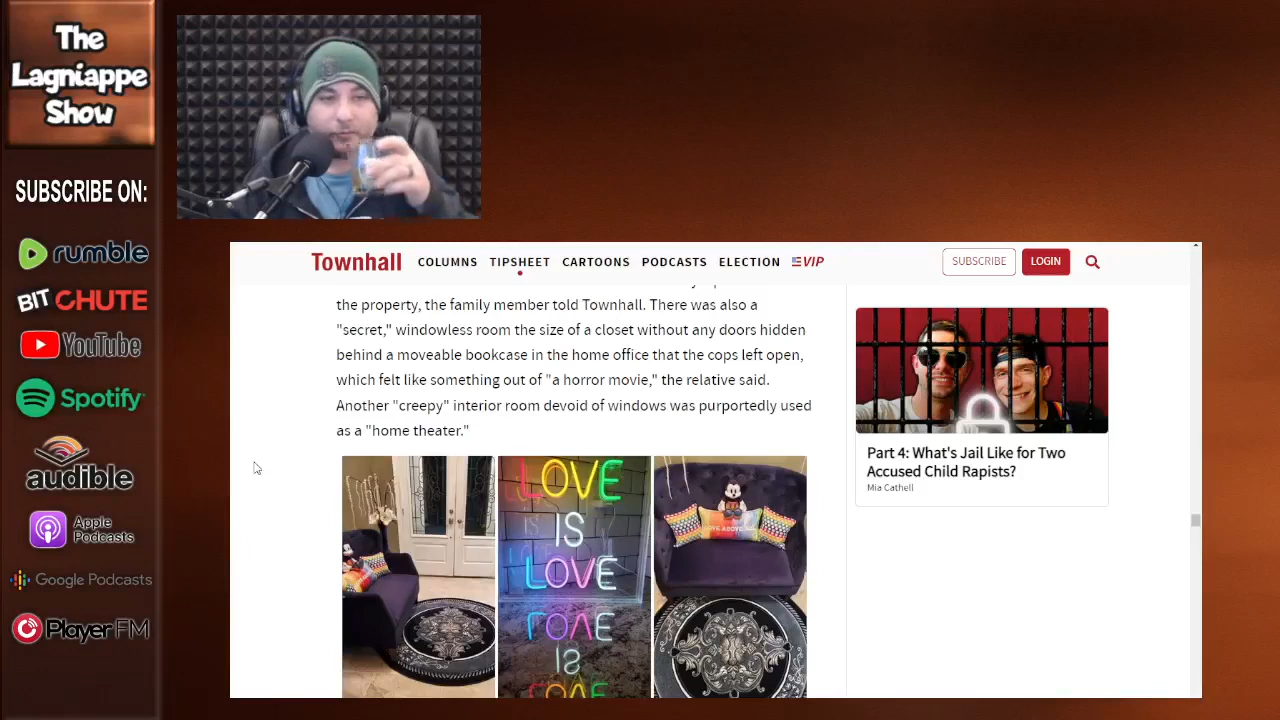 The
Lagniappe
Show
SUBSCRIBE ON:
rumble
BIT CHUTE
YouTube
Spotify
audible
Apple
Podcasts
Google Podcasts
Player FM
Townhall COLUMNS TIPSHEET CARTOONS PODCASTS ELECTION VIP SUBSCRIBE LOGIN
the property, the family member told Townhall. There was also a
"secret," windowless room the size of a closet without any doors hidden
behind a moveable bookcase in the home office that the cops left open,
which felt like something out of "a horror movie," the relative said.
Another "creepy" interior room devoid of windows was purportedly used
as a "home theater."
LOVE
IS
LOVE
LOVE
IS
LOVE ABOVE
Part 4: What's Jail Like for Two
Accused Child Rapists?
Mia Cathell